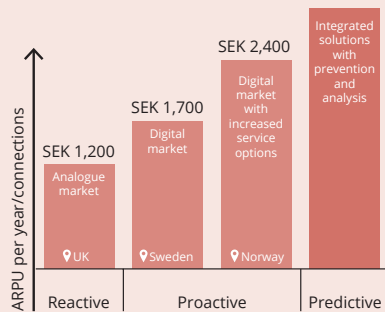 ARPU per year/connections
SEK 1,200
Analogue
market
UK
SEK 1,700
Digital
market
Sweden
SEK 2,400
Digital
market
with
increased
service
options
Norway
Integrated
solutions
with
prevention
and
analysis
Reactive
Proactive
Predictive